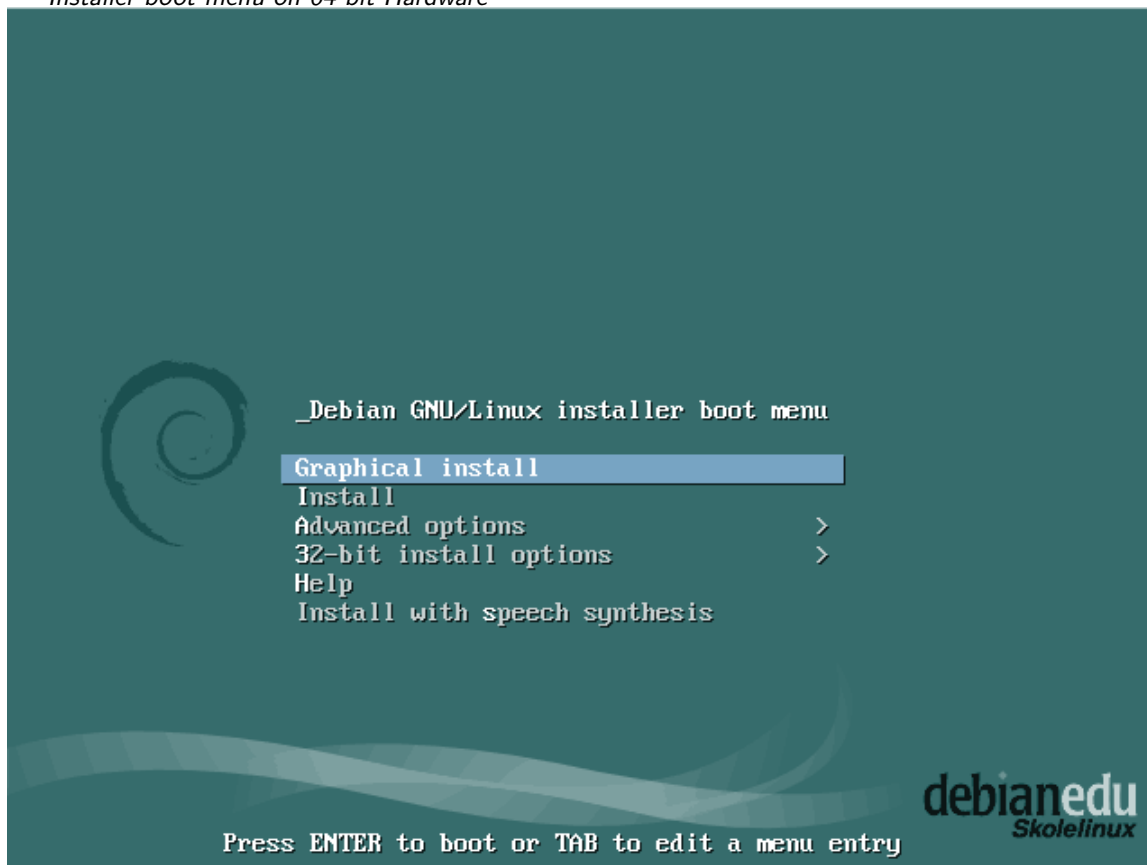 Installer boot menu on 64-bit Hardware
_Debian GNU/Linux installer boot menu
Graphical install
Install
Advanced options >
32-bit install options >
Help
Install with speech synthesis
debianedu
Skolelinux
Press ENTER to boot or TAB to edit a menu entry